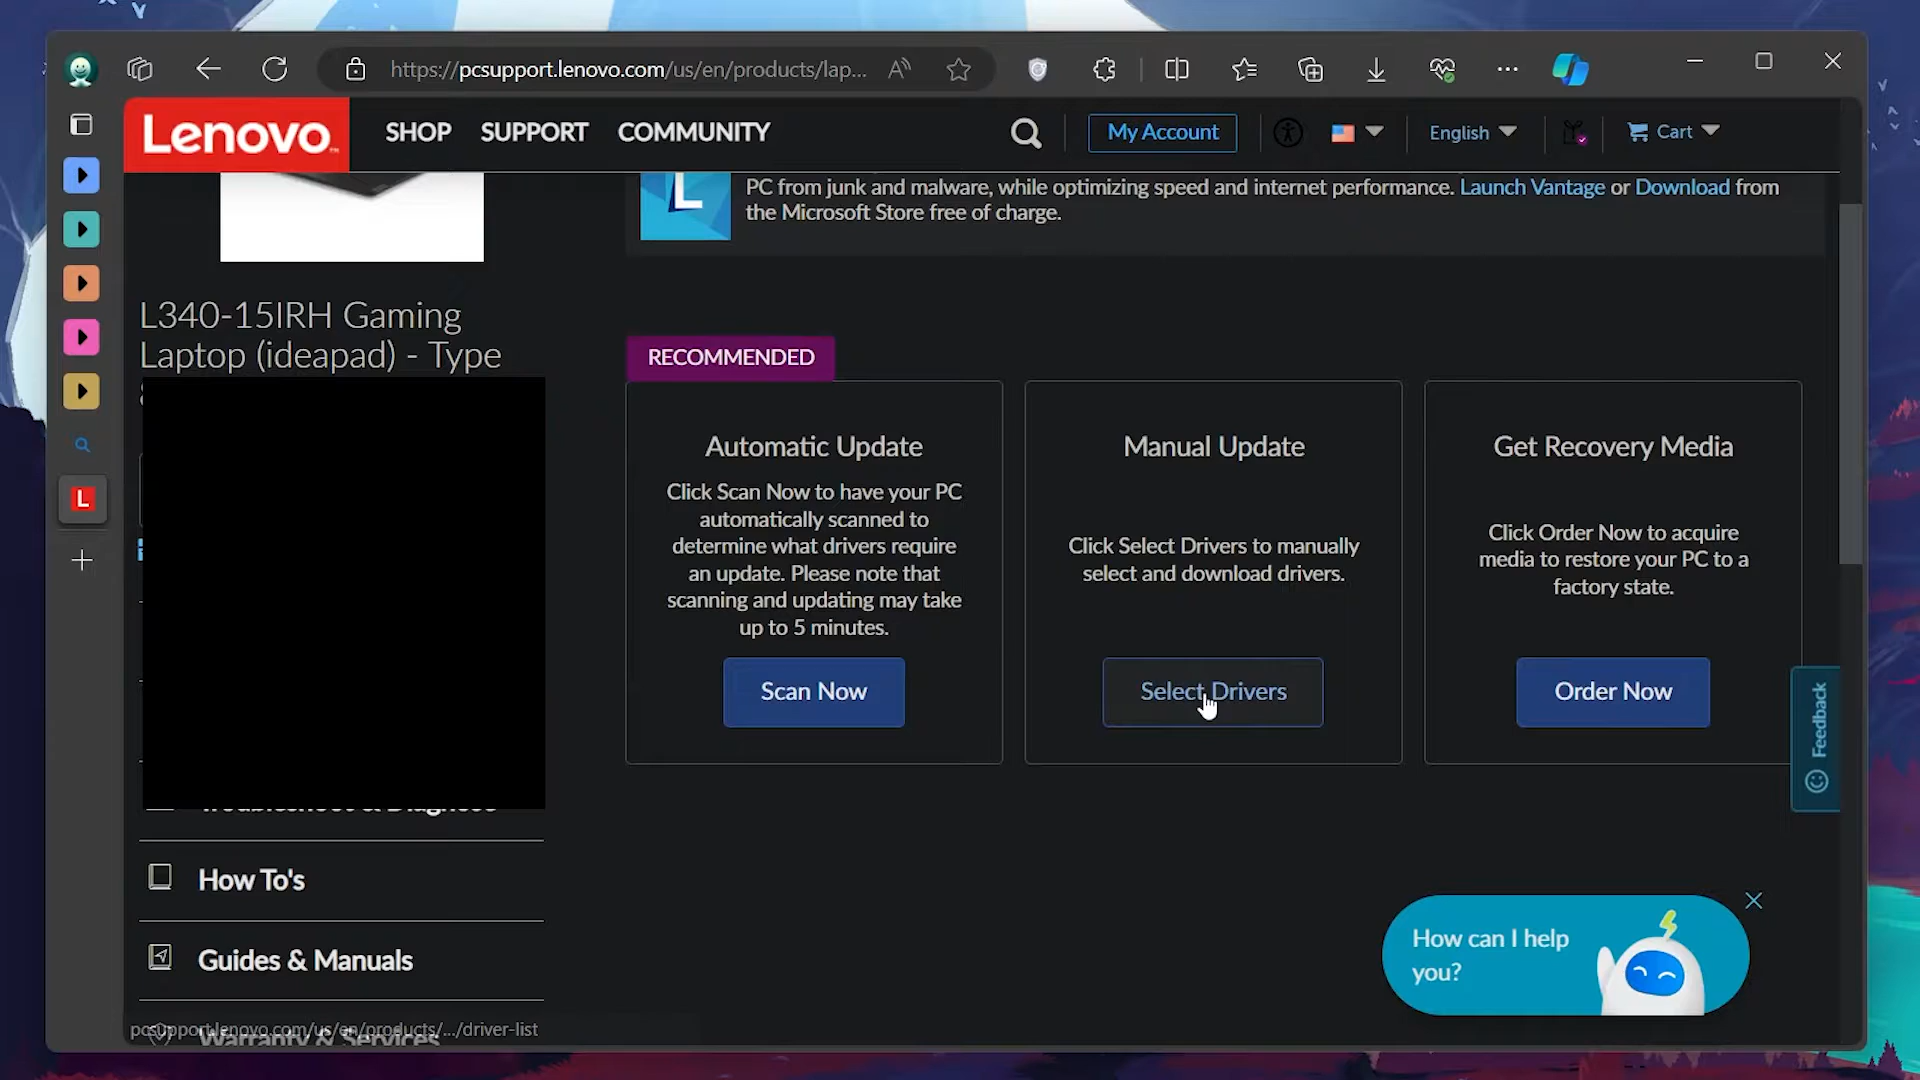 https://pcsupport.lenovo.com/us/en/products/lap...
Lenovo
SHOP
SUPPORT
COMMUNITY
My Account
English
Cart
PC from junk and malware, while optimizing speed and internet performance. Launch Vantage or Download from
the Microsoft Store free of charge.
L
L340-15IRH Gaming
Laptop (ideapad) - Type
RECOMMENDED
Automatic Update
Click Scan Now to have your PC
automatically scanned to
determine what drivers require
an update. Please note that
scanning and updating may take
up to 5 minutes.
Scan Now
Manual Update
Click Select Drivers to manually
select and download drivers.
Select Drivers
Get Recovery Media
Click Order Now to acquire
media to restore your PC to a
factory state.
Order Now
Feedback
L
Troubleshoot & Diagnose
How To's
Guides & Manuals
Warranty & Services
pcsupport.lenovo.com/us/en/products/.../driver-list
How can I help
you?